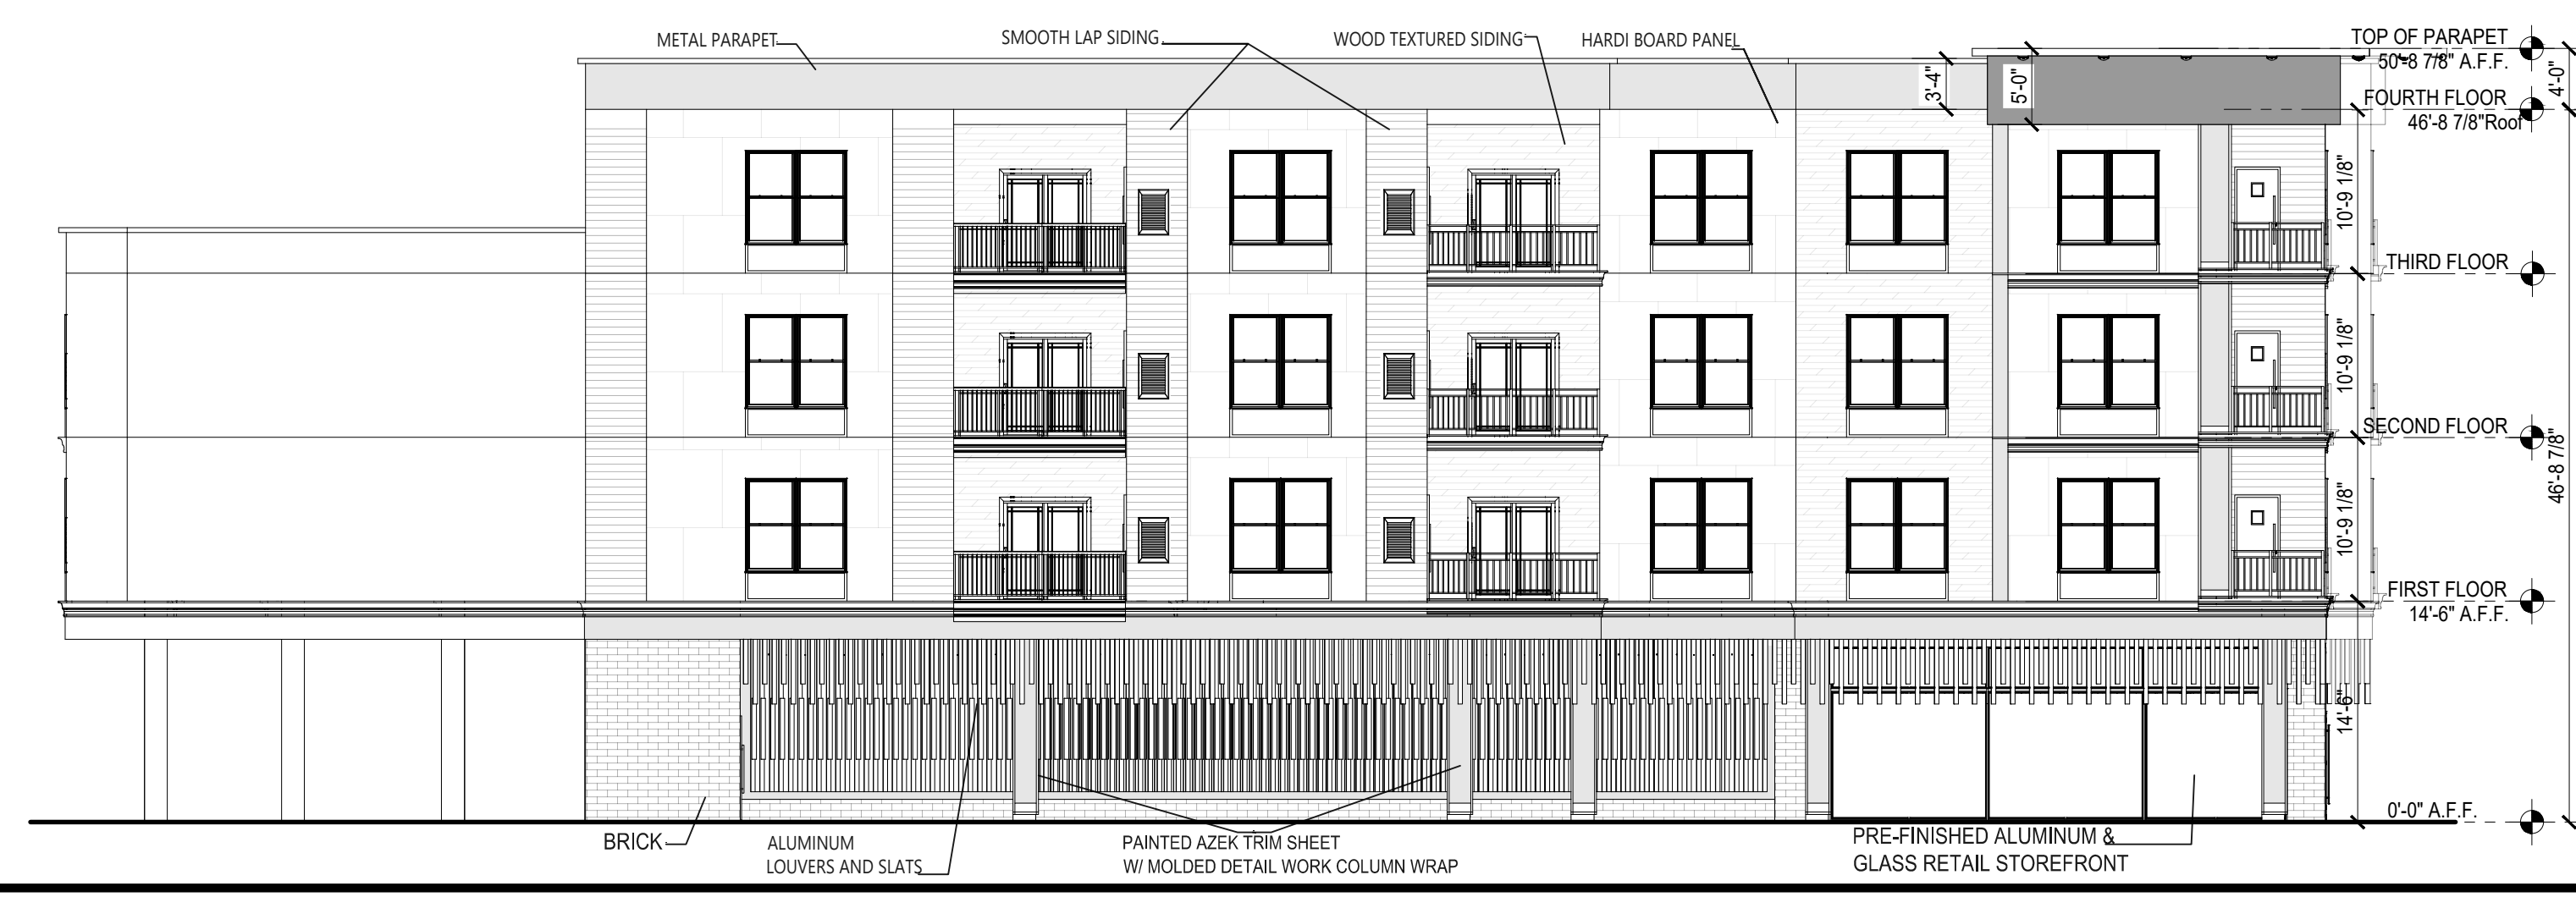 METAL PARAPET
SMOOTH LAP SIDING
WOOD TEXTURED SIDING
HARDI BOARD PANEL
TOP OF PARAPET
50'-8 7/8" A.F.F.
3'-4"
5'-0"
4'-0"
FOURTH FLOOR
46'-8 7/8"Roof
10'-9 1/8"
THIRD FLOOR
10'-9 1/8"
SECOND FLOOR
46'-8 7/8"
10'-9 1/8"
FIRST FLOOR
14'-6" A.F.F.
14'-6"
0'-0" A.F.F.
BRICK
ALUMINUM
LOUVERS AND SLATS
PAINTED AZEK TRIM SHEET
W/ MOLDED DETAIL WORK COLUMN WRAP
PRE-FINISHED ALUMINUM &
GLASS RETAIL STOREFRONT